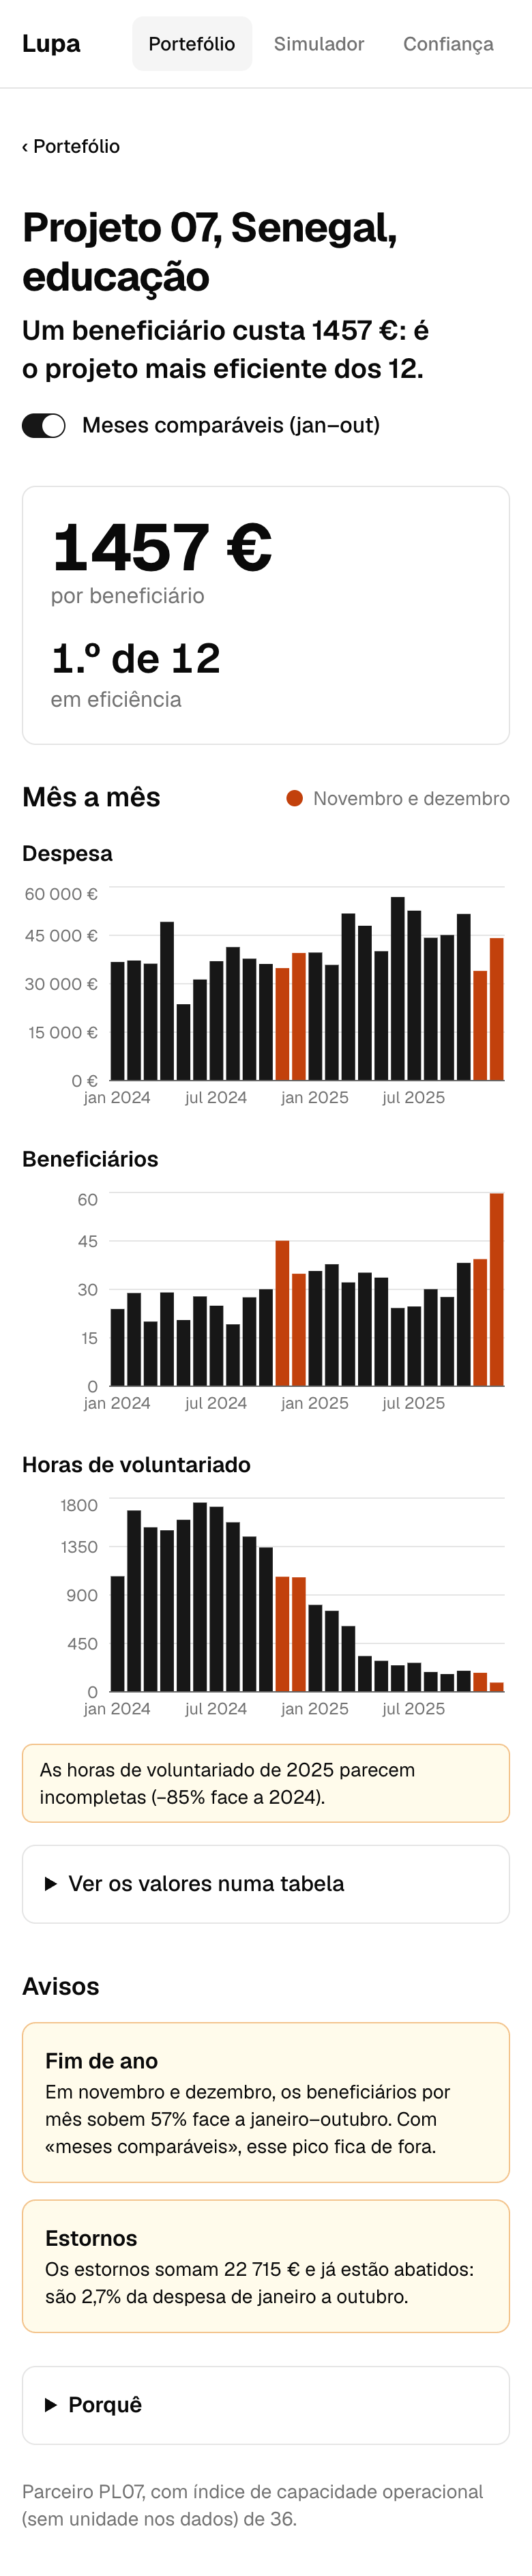 Lupa
Portefólio
Simulador
Confiança
‹ Portefólio
Projeto 07, Senegal,
educação
Um beneficiário custa 1457 €: é
o projeto mais eficiente dos 12.
Meses comparáveis (jan–out)
1457 €
por beneficiário
1.º de 12
em eficiência
Mês a mês
Novembro e dezembro
Despesa
60 000 €
45 000 €
30 000 €
15 000 €
0 €
jan 2024 jul 2024 jan 2025 jul 2025
Beneficiários
60
45
30
15
0
jan 2024 jul 2024 jan 2025 jul 2025
Horas de voluntariado
1800
1350
900
450
0
jan 2024 jul 2024 jan 2025 jul 2025
As horas de voluntariado de 2025 parecem
incompletas (−85% face a 2024).
▶ Ver os valores numa tabela
Avisos
Fim de ano
Em novembro e dezembro, os beneficiários por
mês sobem 57% face a janeiro–outubro. Com
«meses comparáveis», esse pico fica de fora.
Estornos
Os estornos somam 22 715 € e já estão abatidos:
são 2,7% da despesa de janeiro a outubro.
▶ Porquê
Parceiro PL07, com índice de capacidade operacional
(sem unidade nos dados) de 36.